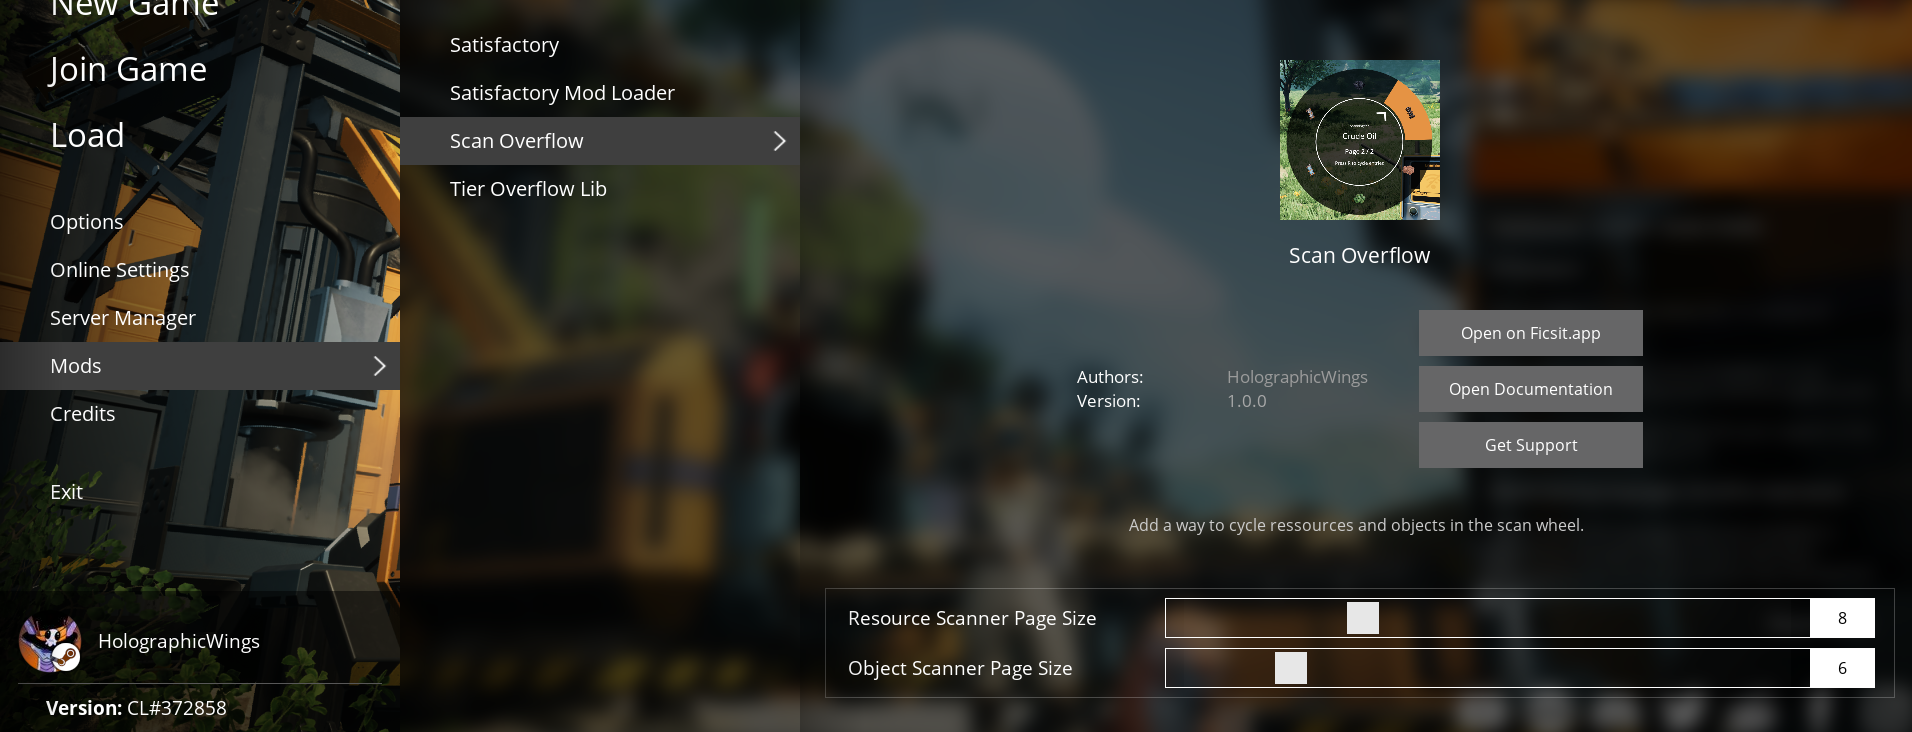 New Game
Join Game
Load
Options
Online Settings
Server Manager
Mods
Credits
Exit
HolographicWings
Version: CL#372858
Satisfactory
Satisfactory Mod Loader
Scan Overflow
Tier Overflow Lib
Crude Oil
Page 2 / 2
Scan Overflow
Open on Ficsit.app
Open Documentation
Get Support
Authors: HolographicWings
Version: 1.0.0
Add a way to cycle ressources and objects in the scan wheel.
Resource Scanner Page Size 8
Object Scanner Page Size 6